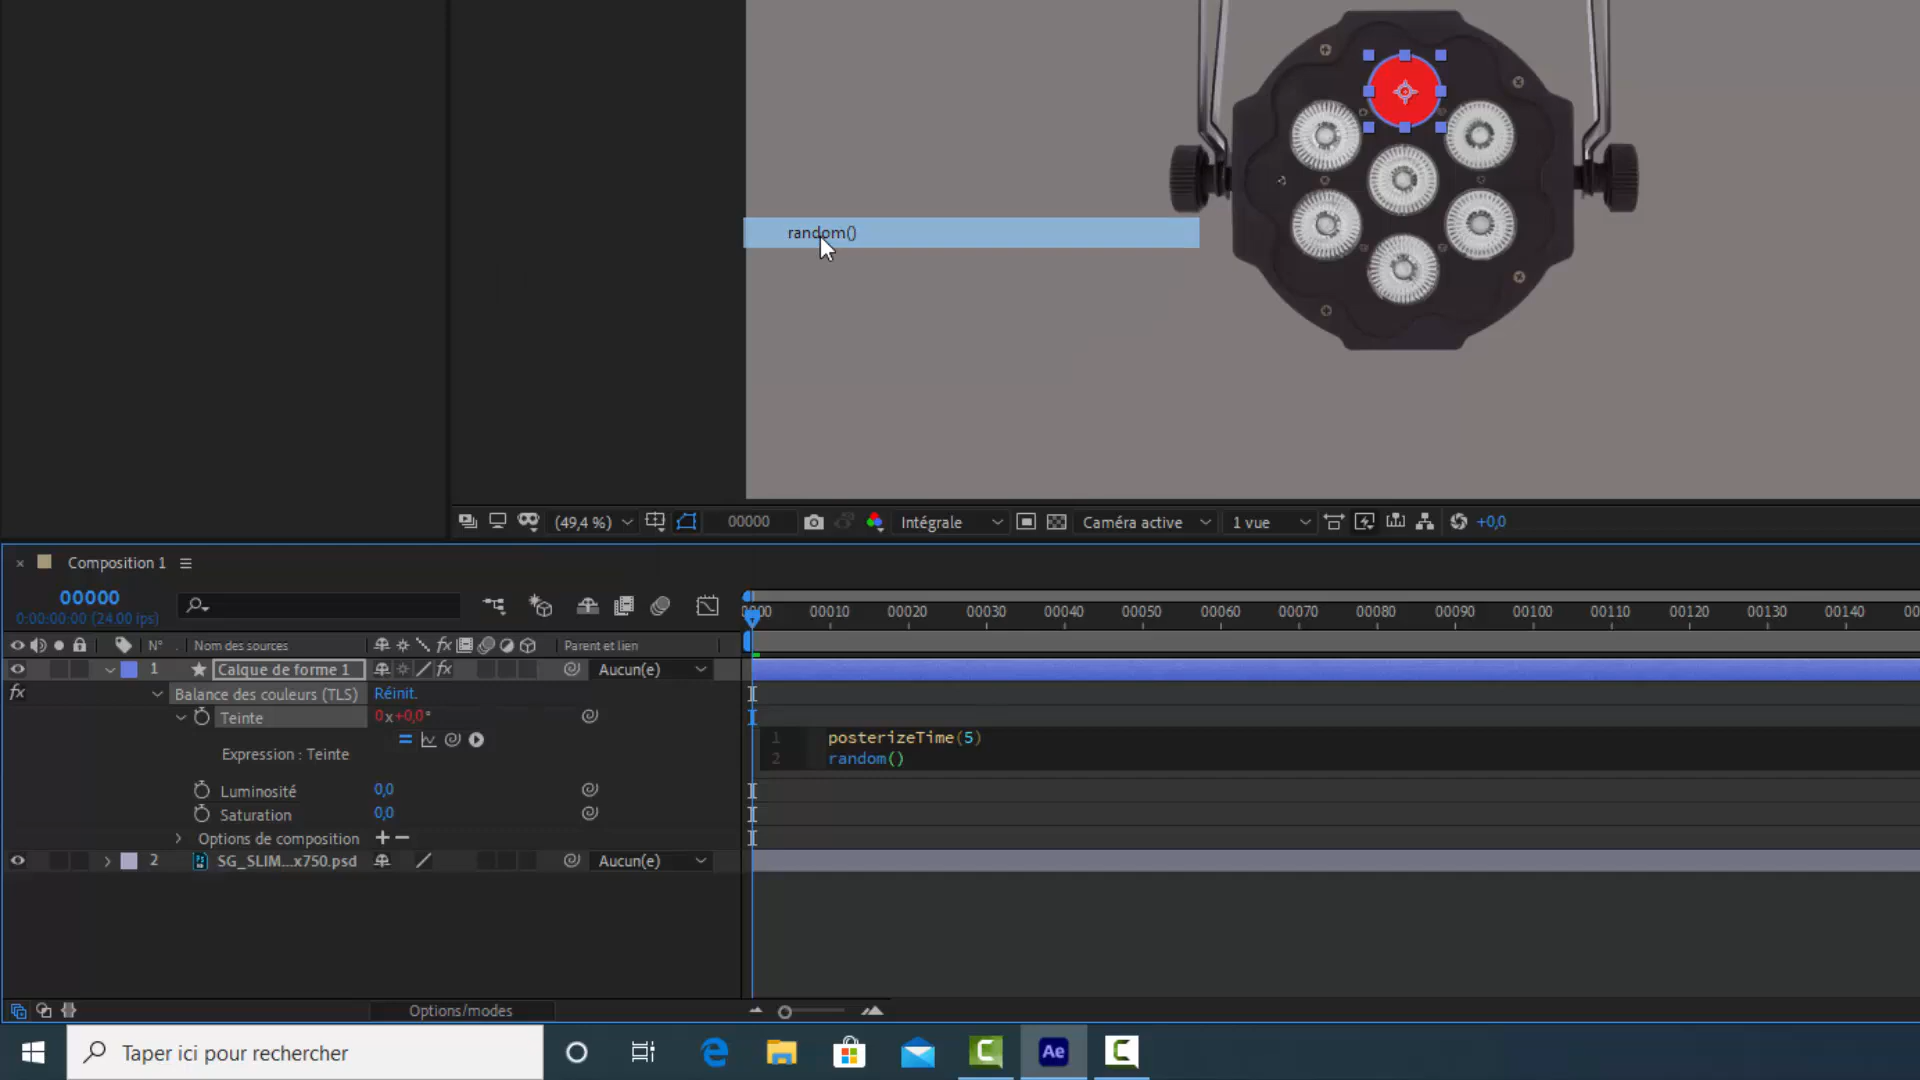 random()
(49,4 %)
00000
Intégrale
Caméra active
1 vue
+0,0
Composition 1
00000
0:00:00:00 (24.00 ips)
00010 00020 00030 00040 00050 00060 00070 00080 00090 00100 00110 00120 00130 00140
N° Nom des sources fx Parent et lien
1 Calque de forme 1 fx Aucun(e)
fx Balance des couleurs (TLS) Réinit.
Teinte 0x+0,0°
1 posterizeTime(5)
Expression : Teinte
2 random()
Luminosité 0,0
Saturation 0,0
Options de composition + −
2 SG_SLIM...x750.psd Aucun(e)
Options/modes
Taper ici pour rechercher
Ae